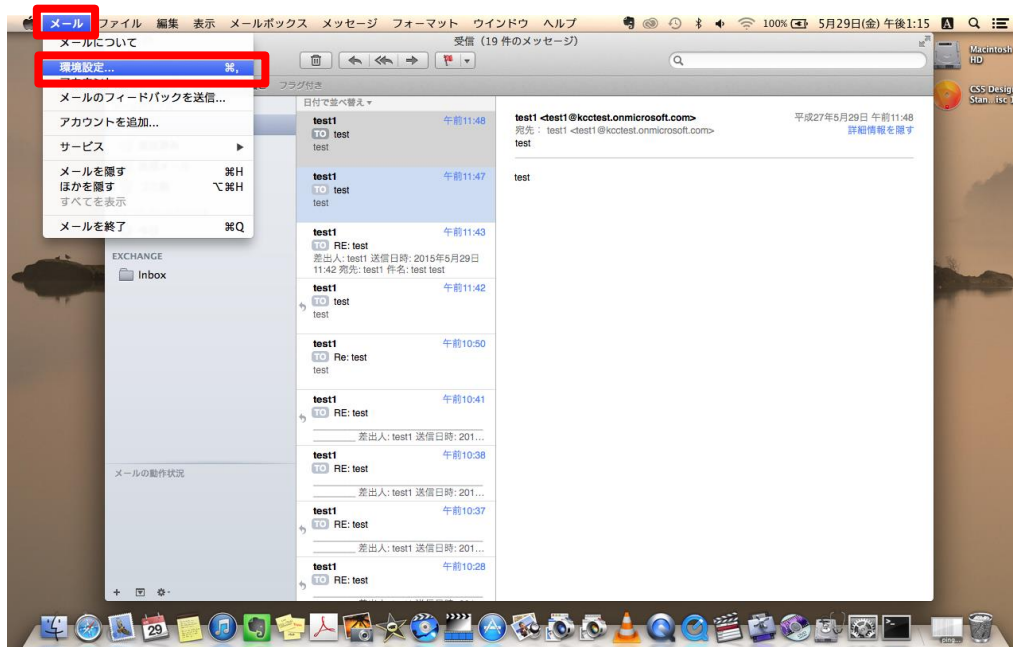 メール ファイル 編集 表示 メールボックス メッセージ フォーマット ウインドウ ヘルプ 100% 5月29日(金) 午後1:15 A
メールについて
環境設定... ⌘,
メールのフィードバックを送信...
アカウントを追加...
サービス ▶
メールを隠す ⌘H
ほかを隠す ⌥⌘H
すべてを表示
メールを終了 ⌘Q
EXCHANGE
Inbox
メールの動作状況
受信 (19 件のメッセージ)
フラグ付き
日付で並べ替え ▼
test1 午前11:48
TO test
test
test1 午前11:47
TO test
test
test1 午前11:43
TO RE: test
差出人: test1 送信日時: 2015年5月29日
11:42 宛先: test1 件名: test test
test1 午前11:42
TO test
test
test1 午前10:50
TO Re: test
test
test1 午前10:41
TO RE: test
________ 差出人: test1 送信日時: 201...
test1 午前10:38
TO RE: test
________ 差出人: test1 送信日時: 201...
test1 午前10:37
TO RE: test
________ 差出人: test1 送信日時: 201...
test1 午前10:28
TO RE: test
test1 <test1@kcctest.onmicrosoft.com> 平成27年5月29日 午前11:48
宛先： test1 <test1@kcctest.onmicrosoft.com> 詳細情報を隠す
test
test
Macintosh
HD
CSS Desig
Stan...isc 1
29
ping...